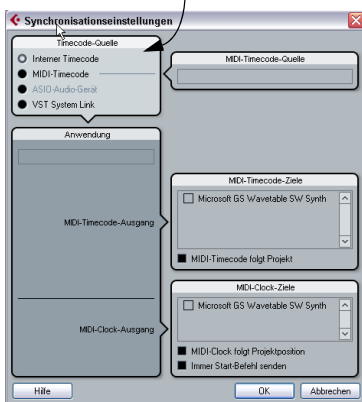 Synchronisationseinstellungen
Timecode-Quelle
Interner Timecode
MIDI-Timecode
ASIO-Audio-Gerät
VST System Link
MIDI-Timecode-Quelle
Anwendung
MIDI-Timecode-Ausgang
MIDI-Timecode-Ziele
Microsoft GS Wavetable SW Synth
MIDI-Timecode folgt Projekt
MIDI-Clock-Ausgang
MIDI-Clock-Ziele
Microsoft GS Wavetable SW Synth
MIDI-Clock folgt Projektposition
Immer Start-Befehl senden
Hilfe
OK
Abbrechen